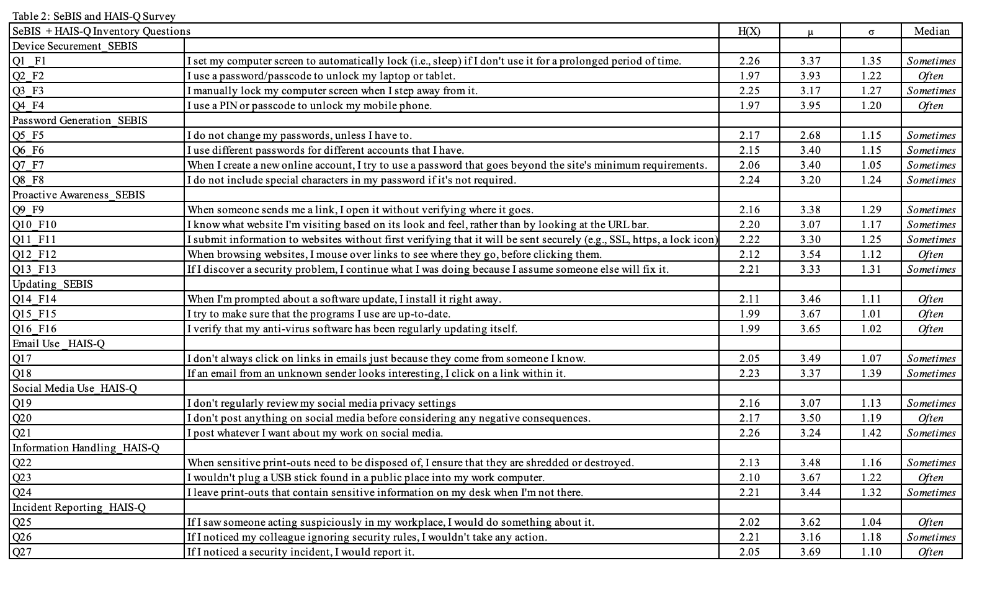 Table 2: SeBIS and HAIS-Q Survey
SeBIS + HAIS-Q Inventory Questions H(X) μ σ Median
Device Securement_SEBIS
Q1 _F1 I set my computer screen to automatically lock (i.e., sleep) if I don't use it for a prolonged period of time. 2.26 3.37 1.35 Sometimes
Q2_F2 I use a password/passcode to unlock my laptop or tablet. 1.97 3.93 1.22 Often
Q3_F3 I manually lock my computer screen when I step away from it. 2.25 3.17 1.27 Sometimes
Q4_F4 I use a PIN or passcode to unlock my mobile phone. 1.97 3.95 1.20 Often
Password Generation_SEBIS
Q5_F5 I do not change my passwords, unless I have to. 2.17 2.68 1.15 Sometimes
Q6_F6 I use different passwords for different accounts that I have. 2.15 3.40 1.15 Sometimes
Q7_F7 When I create a new online account, I try to use a password that goes beyond the site's minimum requirements. 2.06 3.40 1.05 Sometimes
Q8_F8 I do not include special characters in my password if it's not required. 2.24 3.20 1.24 Sometimes
Proactive Awareness_SEBIS
Q9_F9 When someone sends me a link, I open it without verifying where it goes. 2.16 3.38 1.29 Sometimes
Q10_F10 I know what website I'm visiting based on its look and feel, rather than by looking at the URL bar. 2.20 3.07 1.17 Sometimes
Q11_F11 I submit information to websites without first verifying that it will be sent securely (e.g., SSL, https, a lock icon) 2.22 3.30 1.25 Sometimes
Q12_F12 When browsing websites, I mouse over links to see where they go, before clicking them. 2.12 3.54 1.12 Often
Q13_F13 If I discover a security problem, I continue what I was doing because I assume someone else will fix it. 2.21 3.33 1.31 Sometimes
Updating_SEBIS
Q14_F14 When I'm prompted about a software update, I install it right away. 2.11 3.46 1.11 Often
Q15_F15 I try to make sure that the programs I use are up-to-date. 1.99 3.67 1.01 Often
Q16_F16 I verify that my anti-virus software has been regularly updating itself. 1.99 3.65 1.02 Often
Email Use _HAIS-Q
Q17 I don't always click on links in emails just because they come from someone I know. 2.05 3.49 1.07 Sometimes
Q18 If an email from an unknown sender looks interesting, I click on a link within it. 2.23 3.37 1.39 Sometimes
Social Media Use_HAIS-Q
Q19 I don't regularly review my social media privacy settings 2.16 3.07 1.13 Sometimes
Q20 I don't post anything on social media before considering any negative consequences. 2.17 3.50 1.19 Often
Q21 I post whatever I want about my work on social media. 2.26 3.24 1.42 Sometimes
Information Handling_HAIS-Q
Q22 When sensitive print-outs need to be disposed of, I ensure that they are shredded or destroyed. 2.13 3.48 1.16 Sometimes
Q23 I wouldn't plug a USB stick found in a public place into my work computer. 2.10 3.67 1.22 Often
Q24 I leave print-outs that contain sensitive information on my desk when I'm not there. 2.21 3.44 1.32 Sometimes
Incident Reporting_HAIS-Q
Q25 If I saw someone acting suspiciously in my workplace, I would do something about it. 2.02 3.62 1.04 Often
Q26 If I noticed my colleague ignoring security rules, I wouldn't take any action. 2.21 3.16 1.18 Sometimes
Q27 If I noticed a security incident, I would report it. 2.05 3.69 1.10 Often